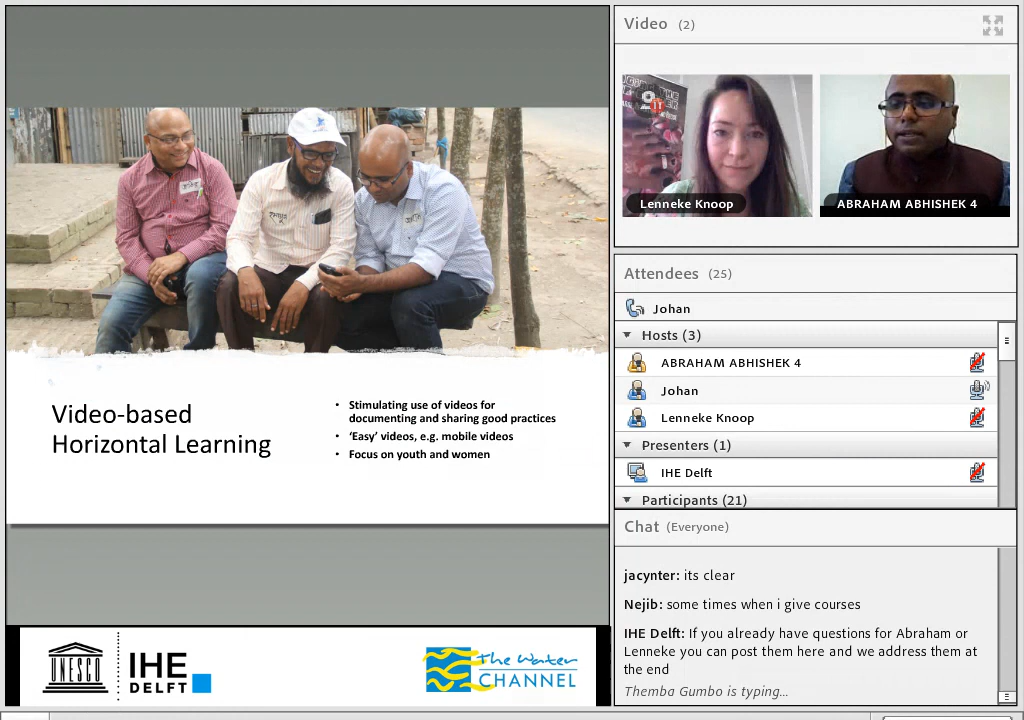 Video-based
Horizontal Learning
• Stimulating use of videos for
documenting and sharing good practices
• ‘Easy’ videos, e.g. mobile videos
• Focus on youth and women
UNESCO
IHE
DELFT
The Water
CHANNEL
Video (2)
Lenneke Knoop
ABRAHAM ABHISHEK 4
Attendees (25)
Johan
Hosts (3)
ABRAHAM ABHISHEK 4
Johan
Lenneke Knoop
Presenters (1)
IHE Delft
Participants (21)
Chat (Everyone)
jacynter: its clear
Nejib: some times when i give courses
IHE Delft: If you already have questions for Abraham or
Lenneke you can post them here and we address them at
the end
Themba Gumbo is typing...